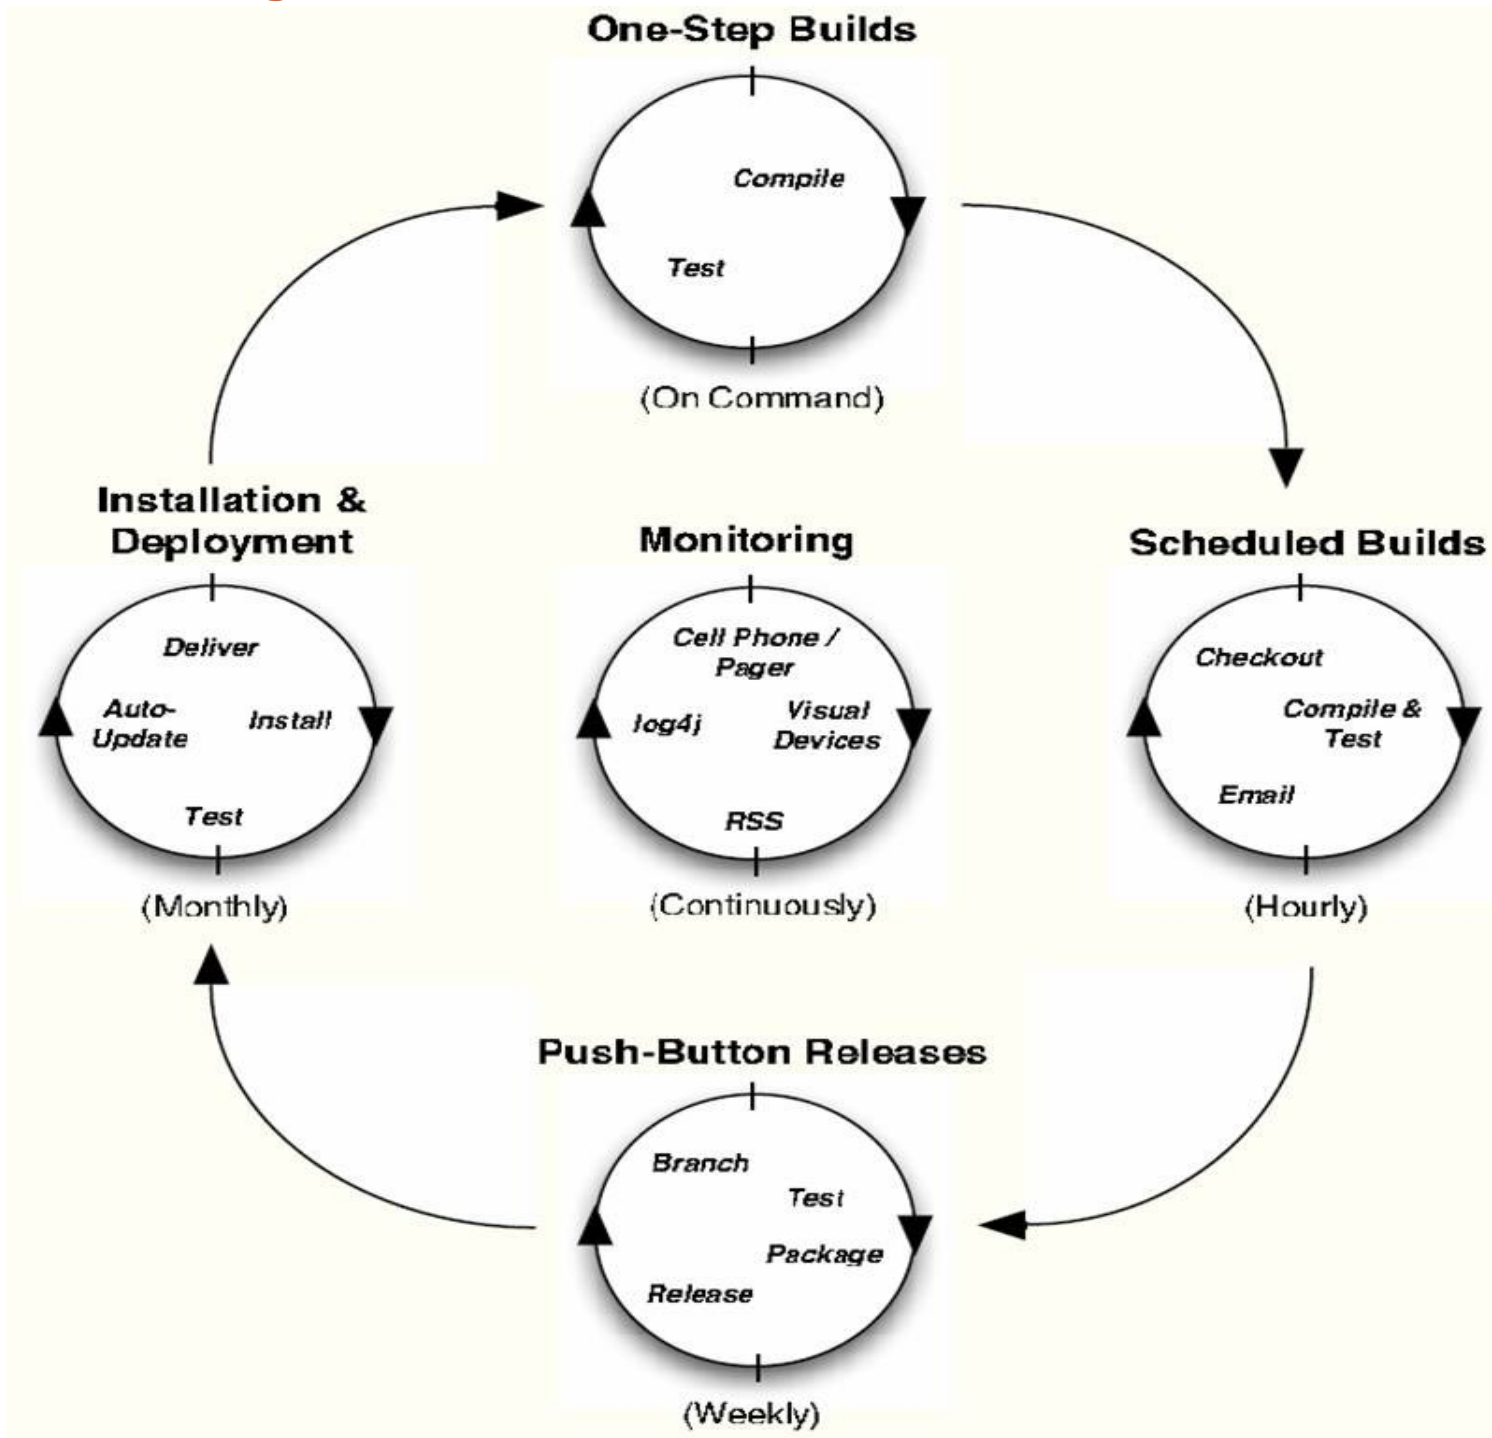 One-Step Builds
Compile
Test
(On Command)
Installation &
Deployment
Deliver
Auto-
Update
Install
Test
(Monthly)
Monitoring
Cell Phone /
Pager
log4j
Visual
Devices
RSS
(Continuously)
Scheduled Builds
Checkout
Compile &
Test
Email
(Hourly)
Push-Button Releases
Branch
Test
Package
Release
(Weekly)